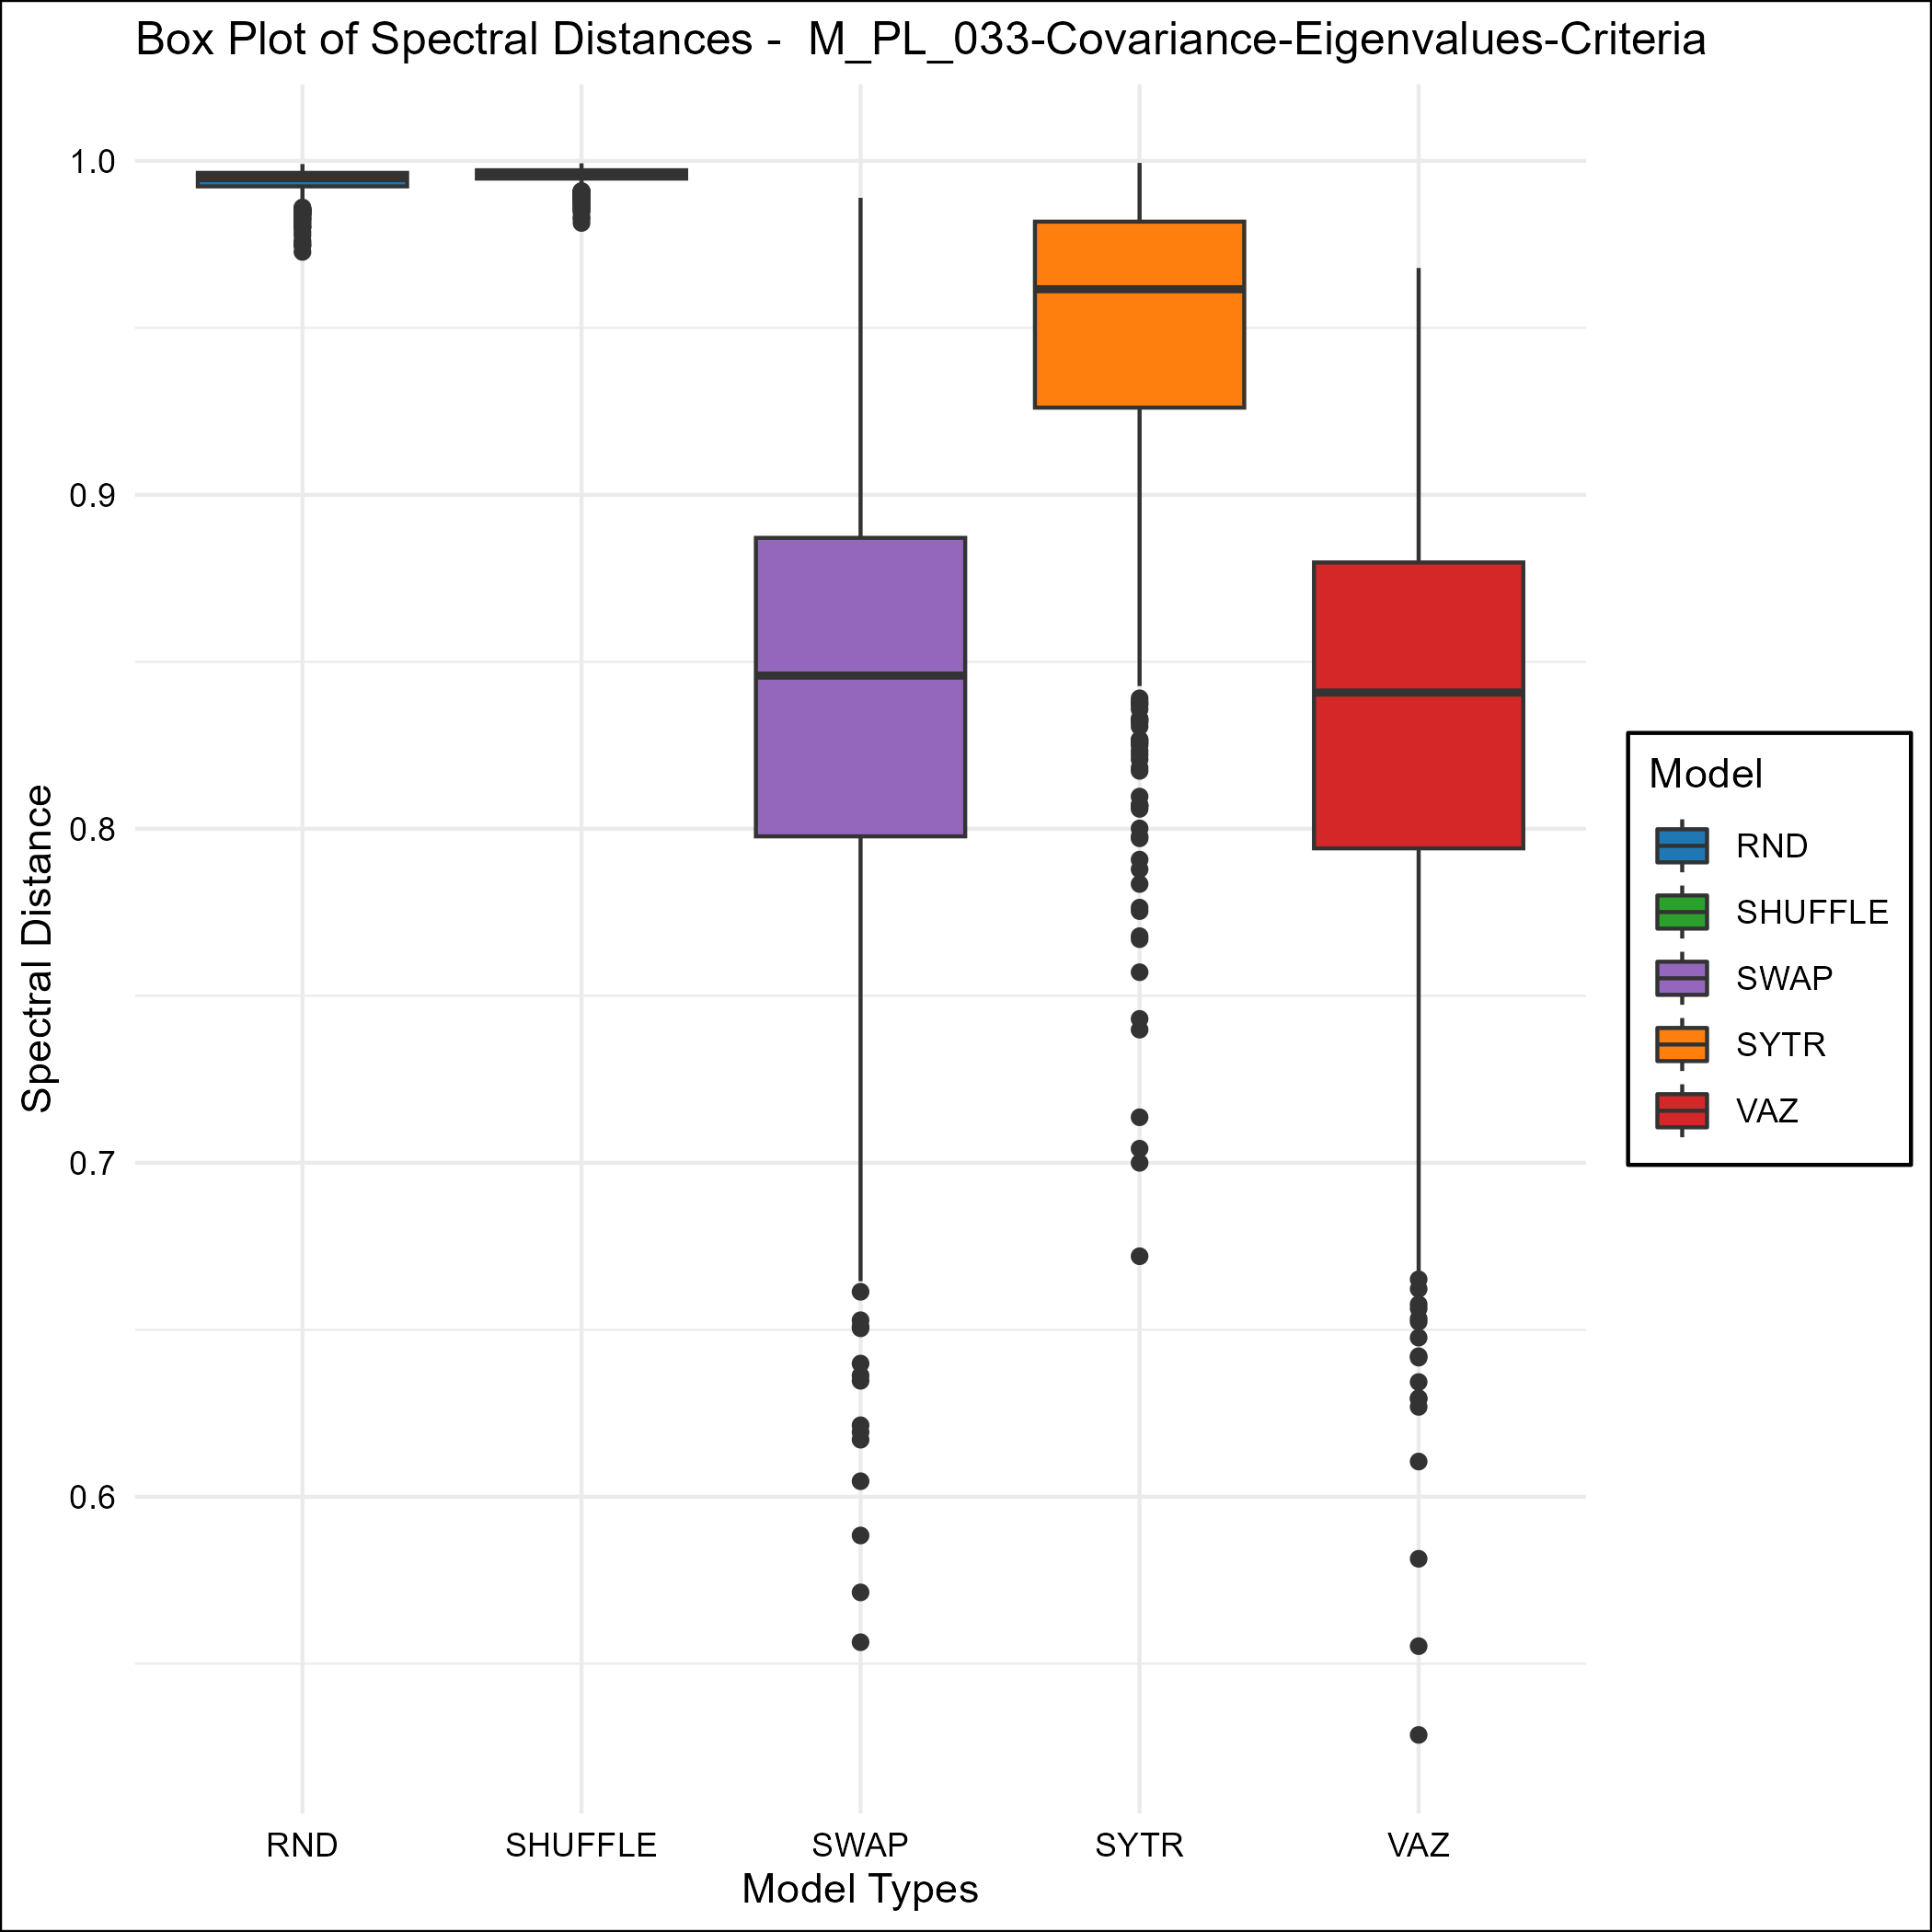 Box Plot of Spectral Distances -  M_PL_033-Covariance-Eigenvalues-Criteria
1.0
0.9
0.8
0.7
0.6
Spectral Distance
RND
SHUFFLE
SWAP
SYTR
VAZ
Model Types
Model
RND
SHUFFLE
SWAP
SYTR
VAZ